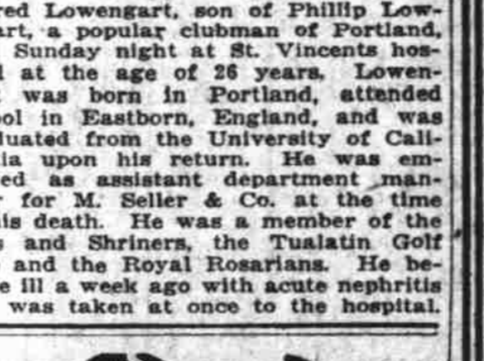 red Lowengart, son of Phillip Low-
art, a popular clubman of Portland,
Sunday night at St. Vincents hos-
l at the age of 26 years. Lowen-
was born in Portland, attended
ool in Eastborn, England, and was
duated from the University of Cali-
ia upon his return. He was em-
ed as assistant department man-
r for M. Seller & Co. at the time
his death. He was a member of the
s and Shriners, the Tualatin Golf
and the Royal Rosarians. He be-
e ill a week ago with acute nephritis
was taken at once to the hospital.